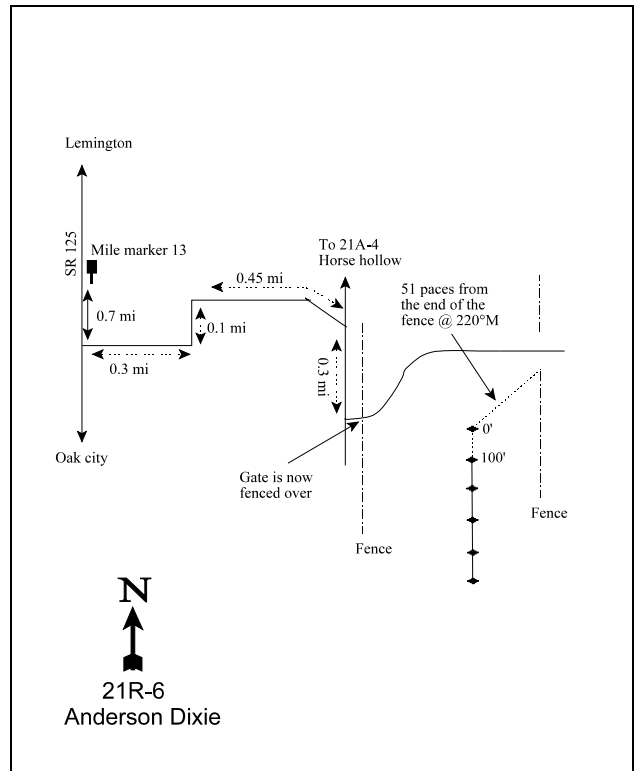 Lemington
SR 125
Mile marker 13
0.7 mi
0.3 mi
0.1 mi
0.45 mi
Oak city
To 21A-4
Horse hollow
0.3 mi
Gate is now
fenced over
Fence
51 paces from
the end of the
fence @ 220°M
0'
100'
Fence
N
21R-6
Anderson Dixie